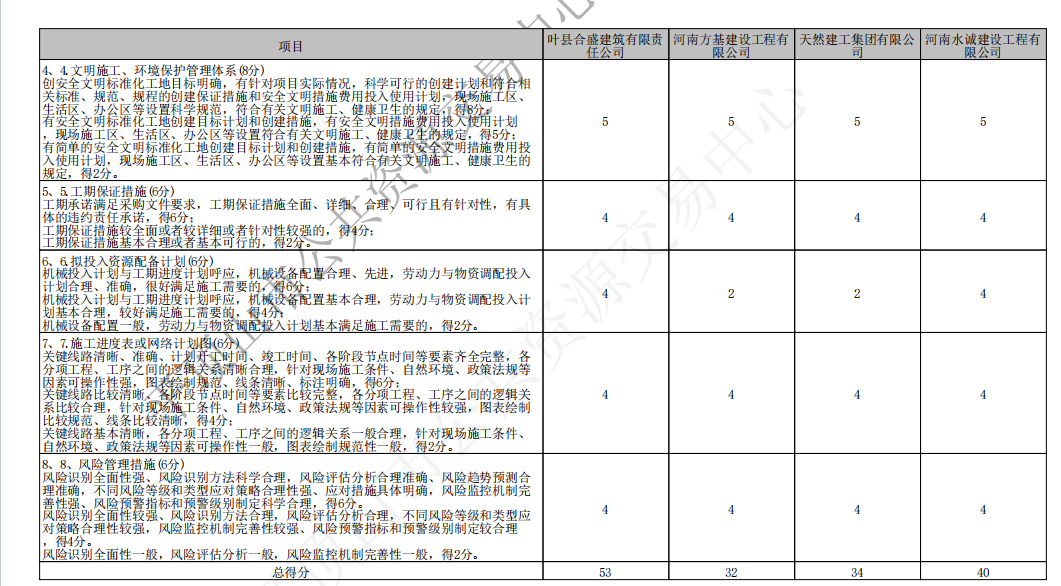 项目
叶县合盛建筑有限责
任公司
河南方基建设工程有
限公司
天然建工集团有限公
司
河南水诚建设工程有
限公司
4、4.文明施工、环境保护管理体系(8分)
创安全文明标准化工地目标明确，有针对项目实际情况，科学可行的创建计划和符合相
关标准、规范、规程的创建保证措施和安全文明措施费用投入使用计划，现场施工区、
生活区、办公区等设置科学规范，符合有关文明施工、健康卫生的规定，得8分；
有安全文明标准化工地创建目标计划和创建措施，有安全文明措施费用投入使用计划
，现场施工区、生活区、办公区等设置符合有关文明施工、健康卫生的规定，得5分；
有简单的安全文明标准化工地创建目标计划和创建措施，有简单的安全文明措施费用投
入使用计划，现场施工区、生活区、办公区等设置基本符合有关文明施工、健康卫生的
规定，得2分。
5 5 5 5
5、5.工期保证措施(6分)
工期承诺满足采购文件要求，工期保证措施全面、详细、合理、可行且有针对性，有具
体的违约责任承诺，得6分；
工期保证措施较全面或者较详细或者针对性较强的，得4分；
工期保证措施基本合理或者基本可行的，得2分。
4 4 4 4
6、6.拟投入资源配备计划(6分)
机械投入计划与工期进度计划呼应，机械设备配置合理、先进，劳动力与物资调配投入
计划合理、准确，很好满足施工需要的，得6分；
机械投入计划与工期进度计划呼应，机械设备配置基本合理，劳动力与物资调配投入计
划基本合理，较好满足施工需要的，得4分；
机械设备配置一般，劳动力与物资调配投入计划基本满足施工需要的，得2分。
4 2 2 4
7、7.施工进度表或网络计划图(6分)
关键线路清晰、准确、计划开工时间、竣工时间、各阶段节点时间等要素齐全完整，各
分项工程、工序之间的逻辑关系清晰合理，针对现场施工条件、自然环境、政策法规等
因素可操作性强，图表绘制规范、线条清晰、标注明确，得6分；
关键线路比较清晰，各阶段节点时间等要素比较完整，各分项工程、工序之间的逻辑关
系比较合理，针对现场施工条件、自然环境、政策法规等因素可操作性较强，图表绘制
比较规范、线条比较清晰，得4分；
关键线路基本清晰，各分项工程、工序之间的逻辑关系一般合理，针对现场施工条件、
自然环境、政策法规等因素可操作性一般，图表绘制规范性一般，得2分。
4 4 4 4
8、8、风险管理措施(6分)
风险识别全面性强、风险识别方法科学合理，风险评估分析合理准确、风险趋势预测合
理准确，不同风险等级和类型应对策略合理性强、应对措施具体明确，风险监控机制完
善性强、风险预警指标和预警级别制定科学合理，得6分。
风险识别全面性较强、风险识别方法合理，风险评估分析合理，不同风险等级和类型应
对策略合理性较强，风险监控机制完善性较强、风险预警指标和预警级别制定较合理
，得4分。
风险识别全面性一般，风险评估分析一般，风险监控机制完善性一般，得2分。
4 4 4 4
总得分 53 32 34 40